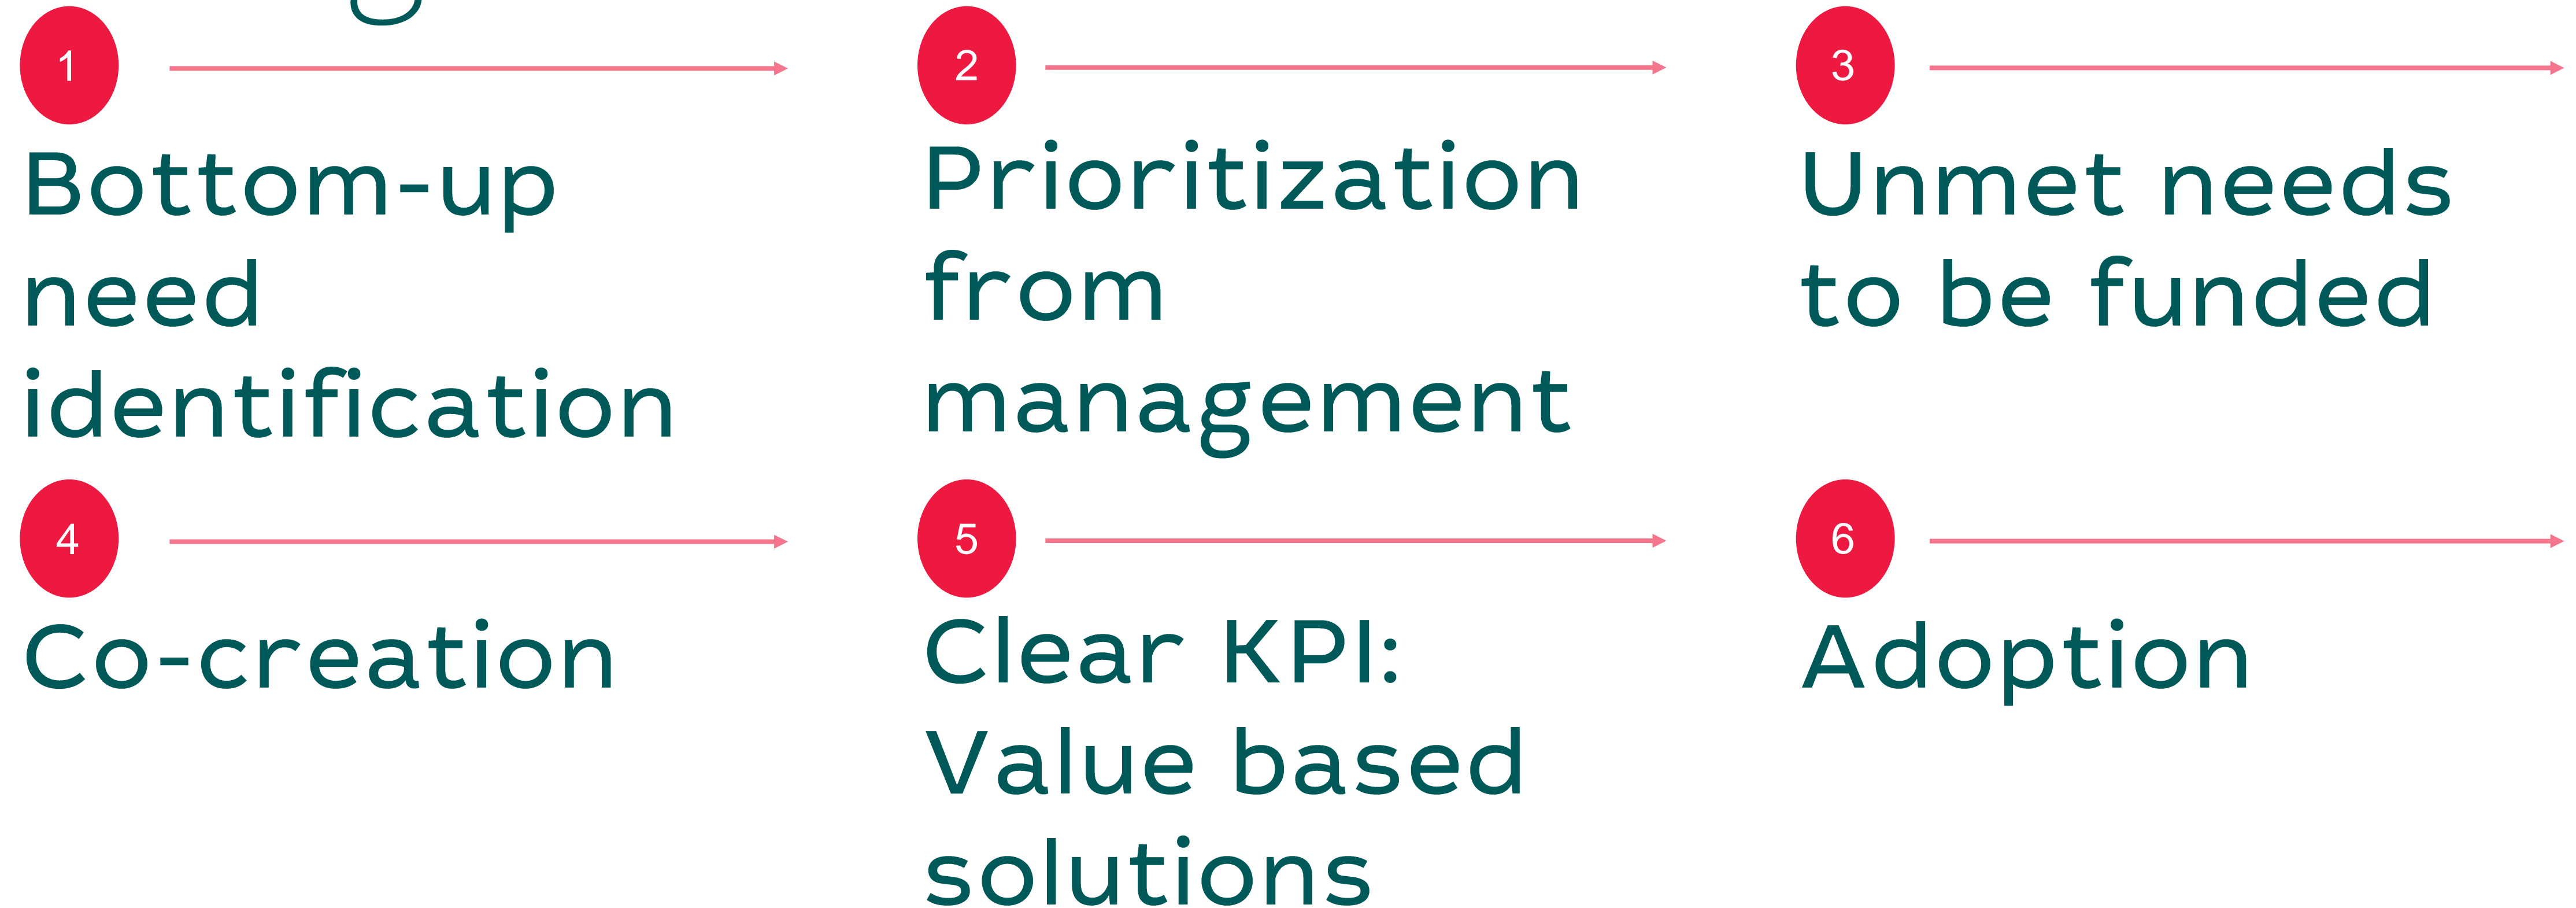 1
Bottom-up
need
identification
2
Prioritization
from
management
3
Unmet needs
to be funded
4
Co-creation
5
Clear KPI:
Value based
solutions
6
Adoption